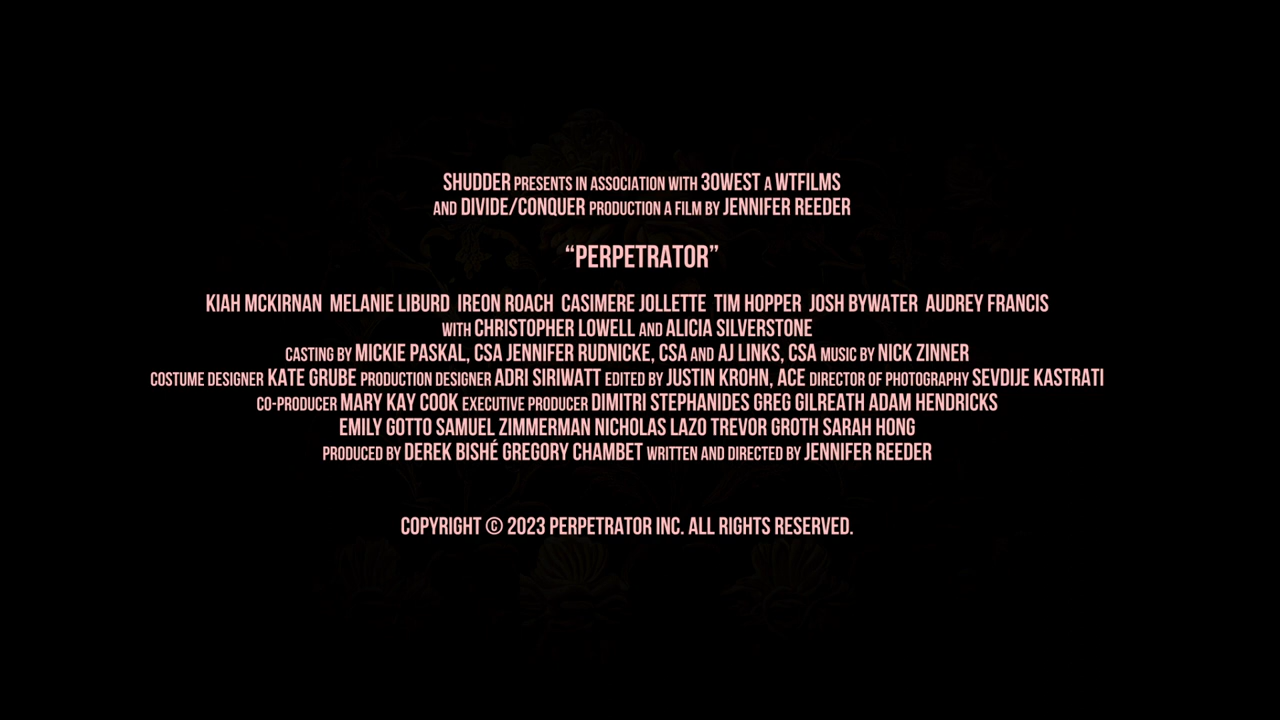 SHUDDER PRESENTS IN ASSOCIATION WITH 30WEST A WTFILMS
AND DIVIDE/CONQUER PRODUCTION A FILM BY JENNIFER REEDER
“PERPETRATOR”
KIAH MCKIRNAN MELANIE LIBURD IREON ROACH CASIMERE JOLLETTE TIM HOPPER JOSH BYWATER AUDREY FRANCIS
WITH CHRISTOPHER LOWELL AND ALICIA SILVERSTONE
CASTING BY MICKIE PASKAL, CSA JENNIFER RUDNICKE, CSA AND AJ LINKS, CSA MUSIC BY NICK ZINNER
COSTUME DESIGNER KATE GRUBE PRODUCTION DESIGNER ADRI SIRIWATT EDITED BY JUSTIN KROHN, ACE DIRECTOR OF PHOTOGRAPHY SEVDIJE KASTRATI
CO-PRODUCER MARY KAY COOK EXECUTIVE PRODUCER DIMITRI STEPHANIDES GREG GILREATH ADAM HENDRICKS
EMILY GOTTO SAMUEL ZIMMERMAN NICHOLAS LAZO TREVOR GROTH SARAH HONG
PRODUCED BY DEREK BISHÉ GREGORY CHAMBET WRITTEN AND DIRECTED BY JENNIFER REEDER
COPYRIGHT © 2023 PERPETRATOR INC. ALL RIGHTS RESERVED.